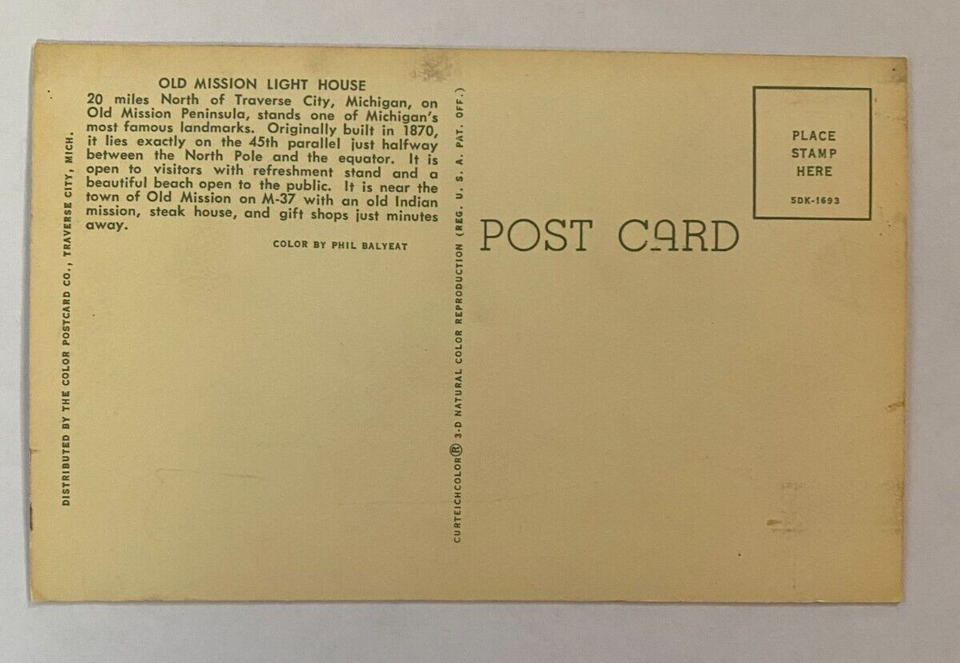 OLD MISSION LIGHT HOUSE
20 miles North of Traverse City, Michigan, on
Old Mission Peninsula, stands one of Michigan's
most famous landmarks. Originally built in 1870,
it lies exactly on the 45th parallel just halfway
between the North Pole and the equator. It is
open to visitors with refreshment stand and a
beautiful beach open to the public. It is near the
town of Old Mission on M-37 with an old Indian
mission, steak house, and gift shops just minutes
away.
COLOR BY PHIL BALYEAT
DISTRIBUTED BY THE COLOR POSTCARD CO., TRAVERSE CITY, MICH.
CURTEICHCOLOR® 3-D NATURAL COLOR REPRODUCTION (REG. U. S. A. PAT. OFF.)
POST CARD
PLACE
STAMP
HERE
5DK-1693